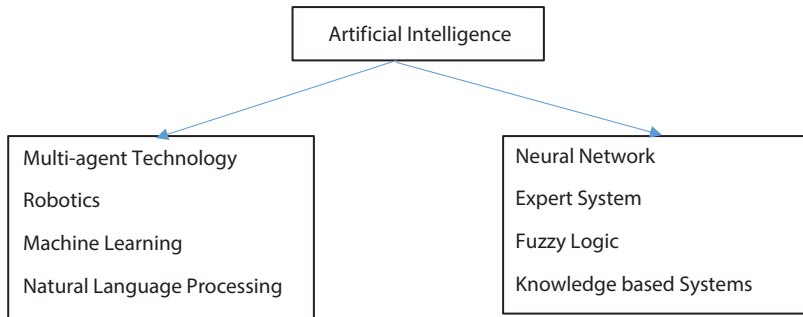 Artificial Intelligence
Multi-agent Technology
Robotics
Machine Learning
Natural Language Processing
Neural Network
Expert System
Fuzzy Logic
Knowledge based Systems